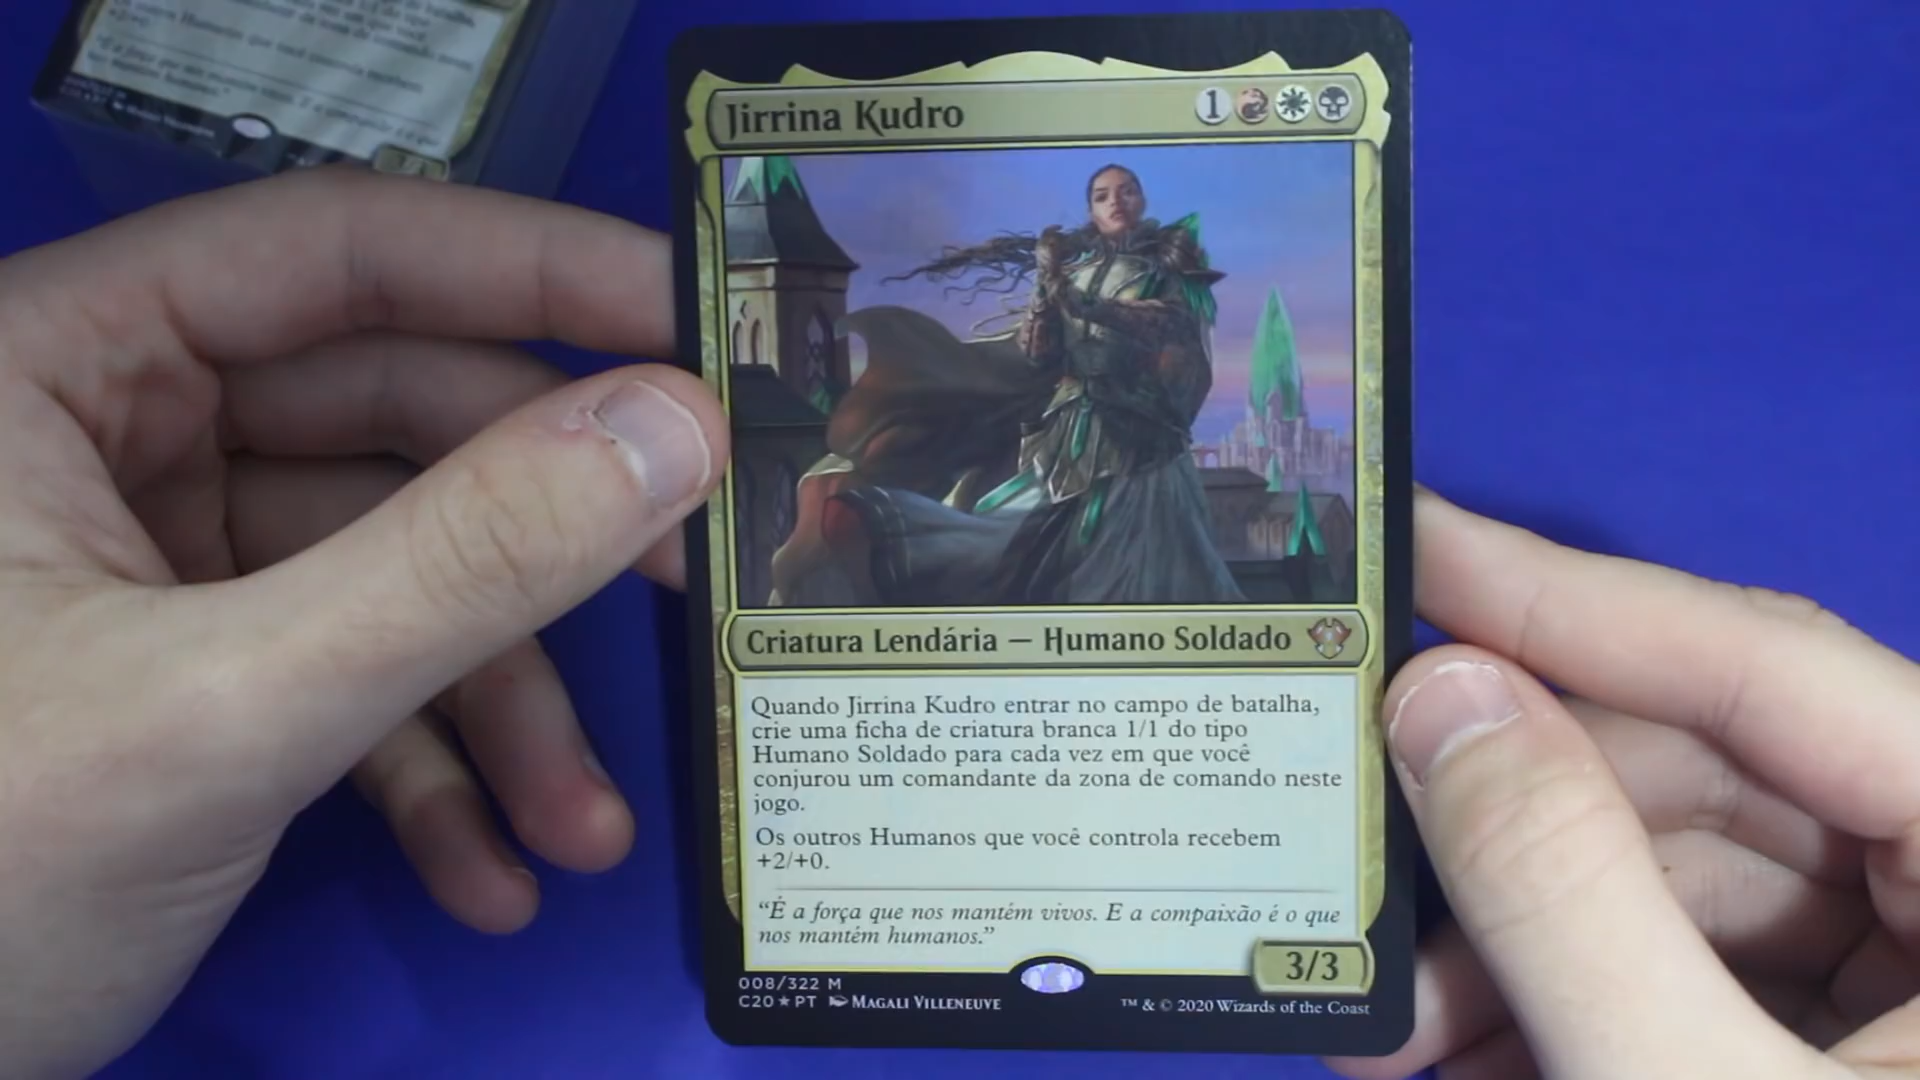 Jirrina Kudro
1
Criatura Lendária — Humano Soldado
Quando Jirrina Kudro entrar no campo de batalha,
crie uma ficha de criatura branca 1/1 do tipo
Humano Soldado para cada vez em que você
conjurou um comandante da zona de comando neste
jogo.
Os outros Humanos que você controla recebem
+2/+0.
“É a força que nos mantém vivos. E a compaixão é o que
nos mantém humanos.”
3/3
008/322 M
C20★PT MAGALI VILLENEUVE
™ & © 2020 Wizards of the Coast